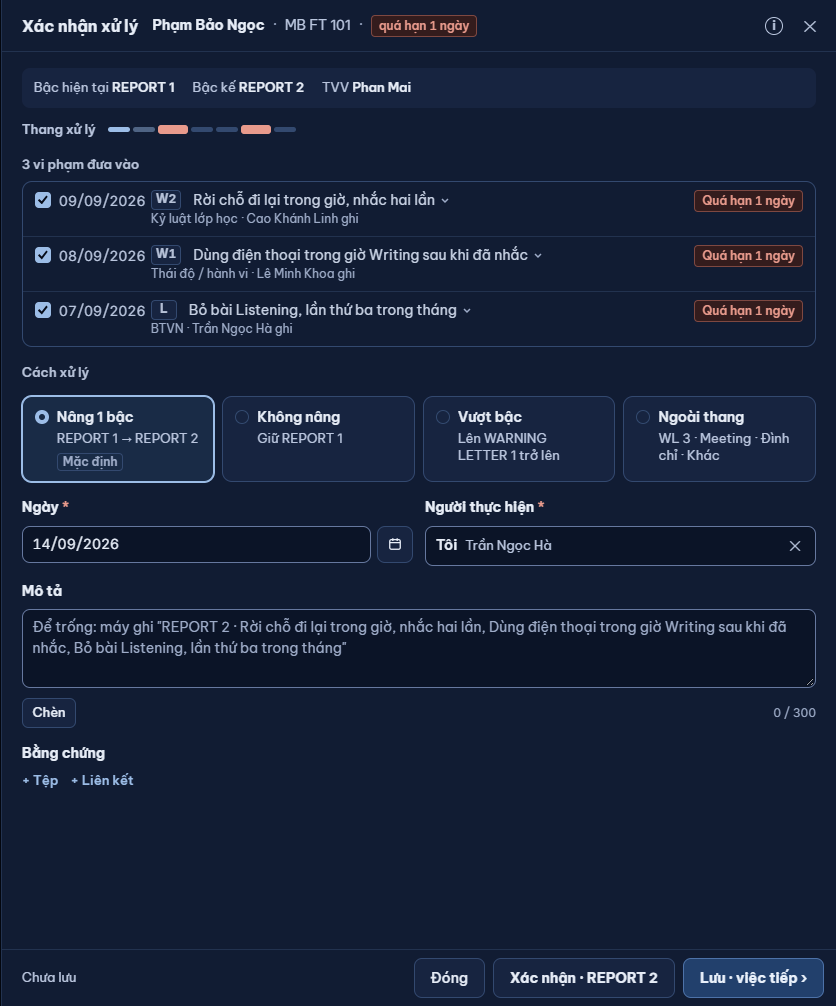 Xác nhận xử lý Phạm Bảo Ngọc · MB FT 101 · quá hạn 1 ngày
Bậc hiện tại REPORT 1 Bậc kế REPORT 2 TVV Phan Mai
Thang xử lý
3 vi phạm đưa vào
09/09/2026 W2 Rời chỗ đi lại trong giờ, nhắc hai lần Quá hạn 1 ngày
Kỷ luật lớp học · Cao Khánh Linh ghi
08/09/2026 W1 Dùng điện thoại trong giờ Writing sau khi đã nhắc Quá hạn 1 ngày
Thái độ / hành vi · Lê Minh Khoa ghi
07/09/2026 L Bỏ bài Listening, lần thứ ba trong tháng Quá hạn 1 ngày
BTVN · Trần Ngọc Hà ghi
Cách xử lý
Nâng 1 bậc
REPORT 1 → REPORT 2
Mặc định
Không nâng
Giữ REPORT 1
Vượt bậc
Lên WARNING
LETTER 1 trở lên
Ngoài thang
WL 3 · Meeting · Đình
chỉ · Khác
Ngày *
14/09/2026
Người thực hiện *
Tôi Trần Ngọc Hà
Mô tả
Để trống: máy ghi "REPORT 2 · Rời chỗ đi lại trong giờ, nhắc hai lần, Dùng điện thoại trong giờ Writing sau khi đã
nhắc, Bỏ bài Listening, lần thứ ba trong tháng"
Chèn 0 / 300
Bằng chứng
+ Tệp + Liên kết
Chưa lưu Đóng Xác nhận · REPORT 2 Lưu · việc tiếp ›